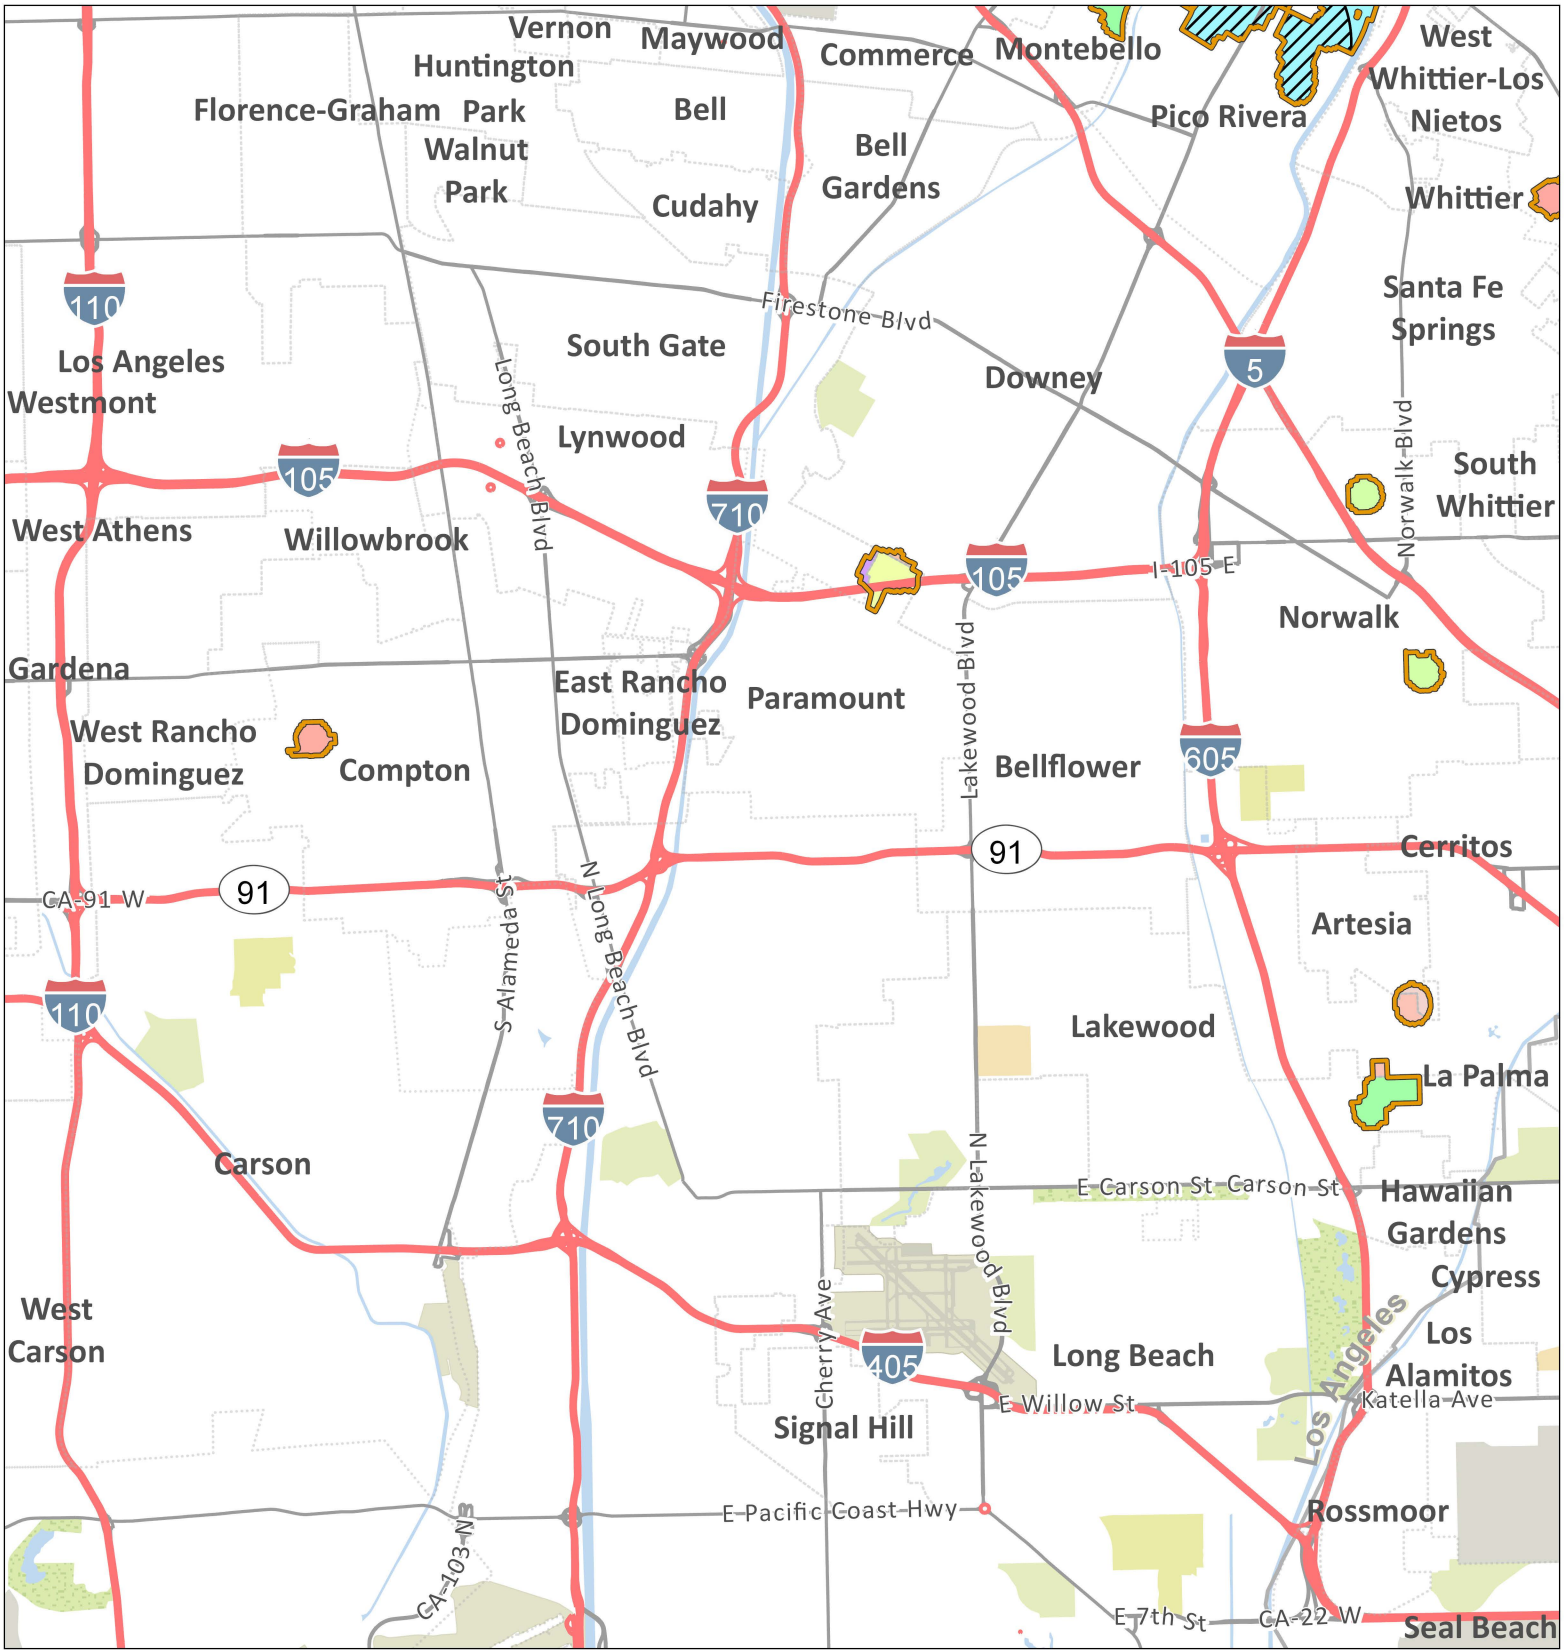 Vernon
Maywood
Huntington
Park
Commerce
Montebello
West
Whittier-Los
Nietos
Florence-Graham
Bell
Pico Rivera
Walnut
Park
Bell
Gardens
Cudahy
Whittier
110
Firestone Blvd
Santa Fe
Springs
Los Angeles
South Gate
5
Westmont
Downey
Long Beach Blvd
Lynwood
Norwalk Blvd
105
South
Whittier
710
West Athens
Willowbrook
105
I-105 E
Norwalk
Gardena
East Rancho
Dominguez
Paramount
Lakewood Blvd
West Rancho
Dominguez
Compton
Bellflower
605
91
Cerritos
CA-91 W
91
S Alameda St
N Long Beach Blvd
Artesia
110
Lakewood
La Palma
710
Carson
N Lakewood Blvd
E Carson St
Carson St
Hawaiian
Gardens
Cypress
West
Carson
Cherry Ave
405
Long Beach
Los Angeles
Los
Alamitos
E Willow St
Katella Ave
Signal Hill
E Pacific Coast Hwy
Rossmoor
CA-103 N
E 7th St
CA-22 W
Seal Beach